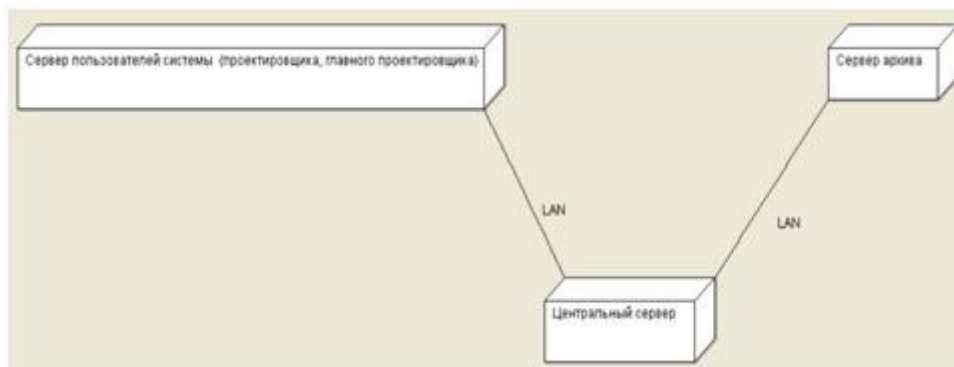 Сервер пользователей системы (проектировщика, главного проектировщика)
Сервер архива
LAN
LAN
Центральный сервер